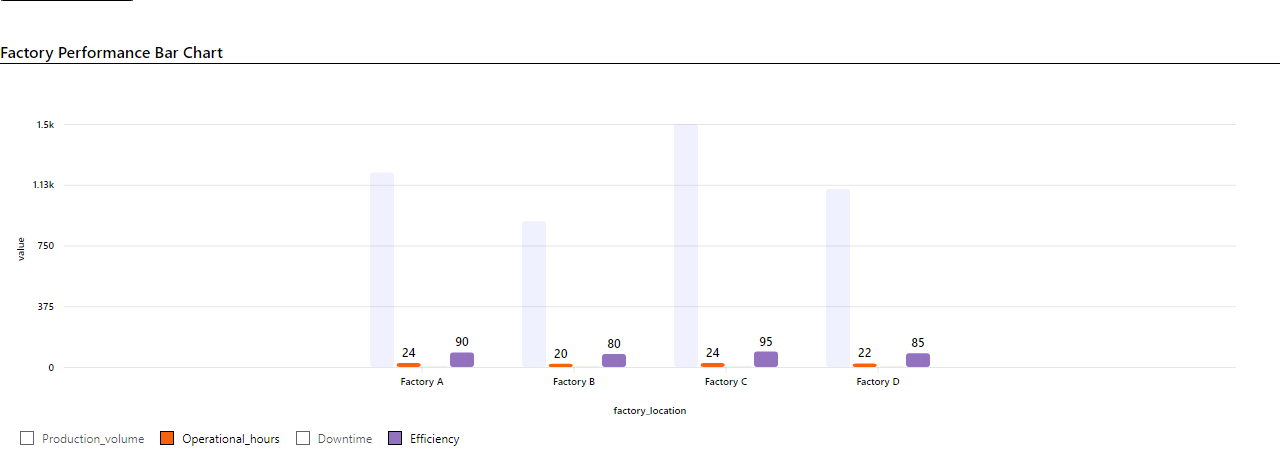 Factory Performance Bar Chart
1.5k
1.13k
750
375
0
value
24
90
20
80
24
95
22
85
Factory A
Factory B
Factory C
Factory D
factory_location
Production_volume
Operational_hours
Downtime
Efficiency